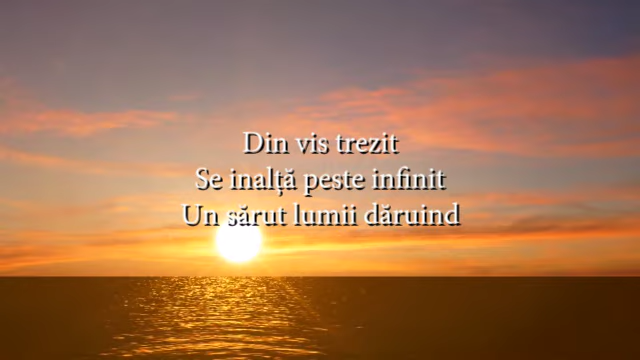 Din vis trezit
Se inalță peste infinit
Un sărut lumii dăruind